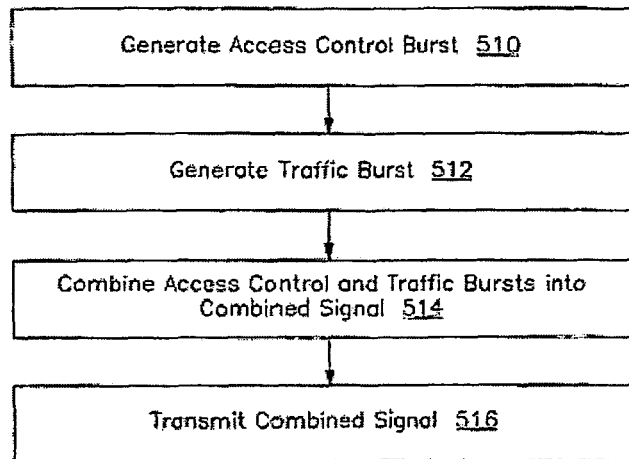 Generate Access Control Burst 510
Generate Traffic Burst 512
Combine Access Control and Traffic Bursts into
Combined Signal 514
Transmit Combined Signal 516